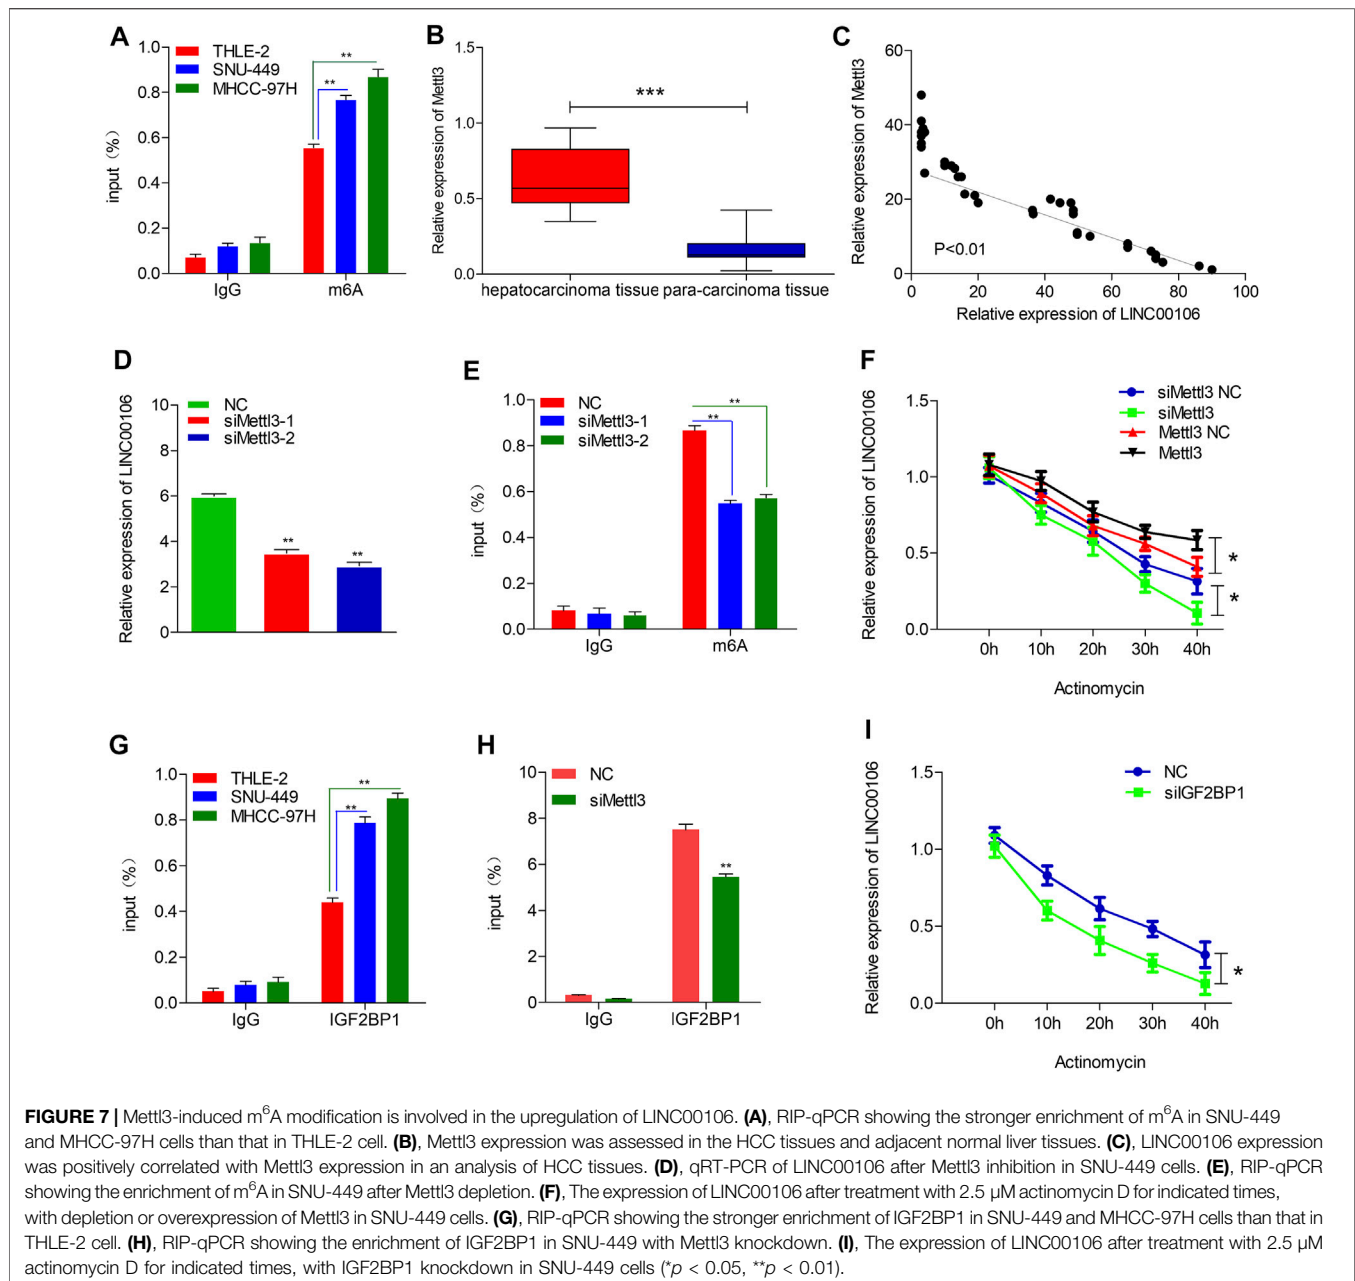 A
THLE-2
SNU-449
MHCC-97H
input（%）
1.0
0.8
0.6
0.4
0.2
0.0
**
**
IgG
m6A
B
Relative expression of Mettl3
1.5
1.0
0.5
0.0
***
hepatocarcinoma tissue
para-carcinoma tissue
C
Relative expression of Mettl3
60
40
20
0
P<0.01
0
20
40
60
80
100
Relative expression of LINC00106
D
NC
siMettl3-1
siMettl3-2
Relative expression of LINC00106
10
8
6
4
2
0
**
**
E
NC
siMettl3-1
siMettl3-2
input（%）
1.0
0.8
0.6
0.4
0.2
0.0
**
**
IgG
m6A
F
siMettl3 NC
siMettl3
Mettl3 NC
Mettl3
Relative expression of LINC00106
1.5
1.0
0.5
0.0
*
*
0h
10h
20h
30h
40h
Actinomycin
G
THLE-2
SNU-449
MHCC-97H
input（%）
1.0
0.8
0.6
0.4
0.2
0.0
**
**
IgG
IGF2BP1
H
NC
siMettl3
input（%）
10
8
6
4
2
0
**
IgG
IGF2BP1
I
NC
siIGF2BP1
Relative expression of LINC00106
1.5
1.0
0.5
0.0
*
0h
10h
20h
30h
40h
Actinomycin
FIGURE 7 | Mettl3-induced m⁶A modification is involved in the upregulation of LINC00106. (A), RIP-qPCR showing the stronger enrichment of m⁶A in SNU-449
and MHCC-97H cells than that in THLE-2 cell. (B), Mettl3 expression was assessed in the HCC tissues and adjacent normal liver tissues. (C), LINC00106 expression
was positively correlated with Mettl3 expression in an analysis of HCC tissues. (D), qRT-PCR of LINC00106 after Mettl3 inhibition in SNU-449 cells. (E), RIP-qPCR
showing the enrichment of m⁶A in SNU-449 after Mettl3 depletion. (F), The expression of LINC00106 after treatment with 2.5 µM actinomycin D for indicated times,
with depletion or overexpression of Mettl3 in SNU-449 cells. (G), RIP-qPCR showing the stronger enrichment of IGF2BP1 in SNU-449 and MHCC-97H cells than that in
THLE-2 cell. (H), RIP-qPCR showing the enrichment of IGF2BP1 in SNU-449 with Mettl3 knockdown. (I), The expression of LINC00106 after treatment with 2.5 µM
actinomycin D for indicated times, with IGF2BP1 knockdown in SNU-449 cells (*p < 0.05, **p < 0.01).